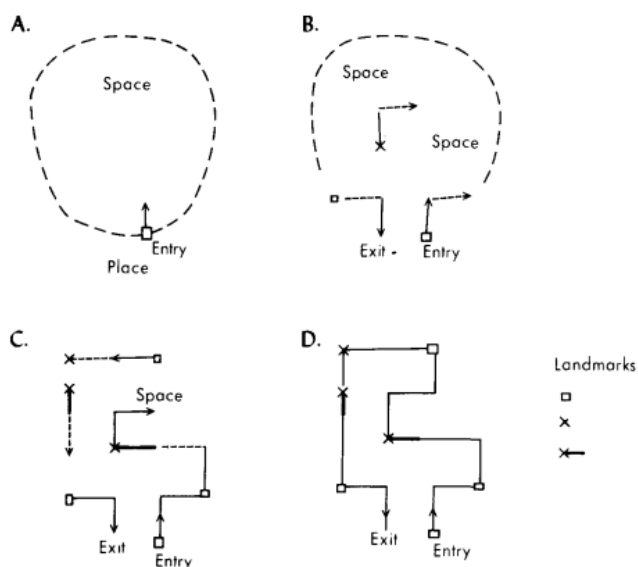 A.
Space
Entry
Place
B.
Space
Space
Exit
Entry
C.
Space
Exit
Entry
D.
Exit
Entry
Landmarks